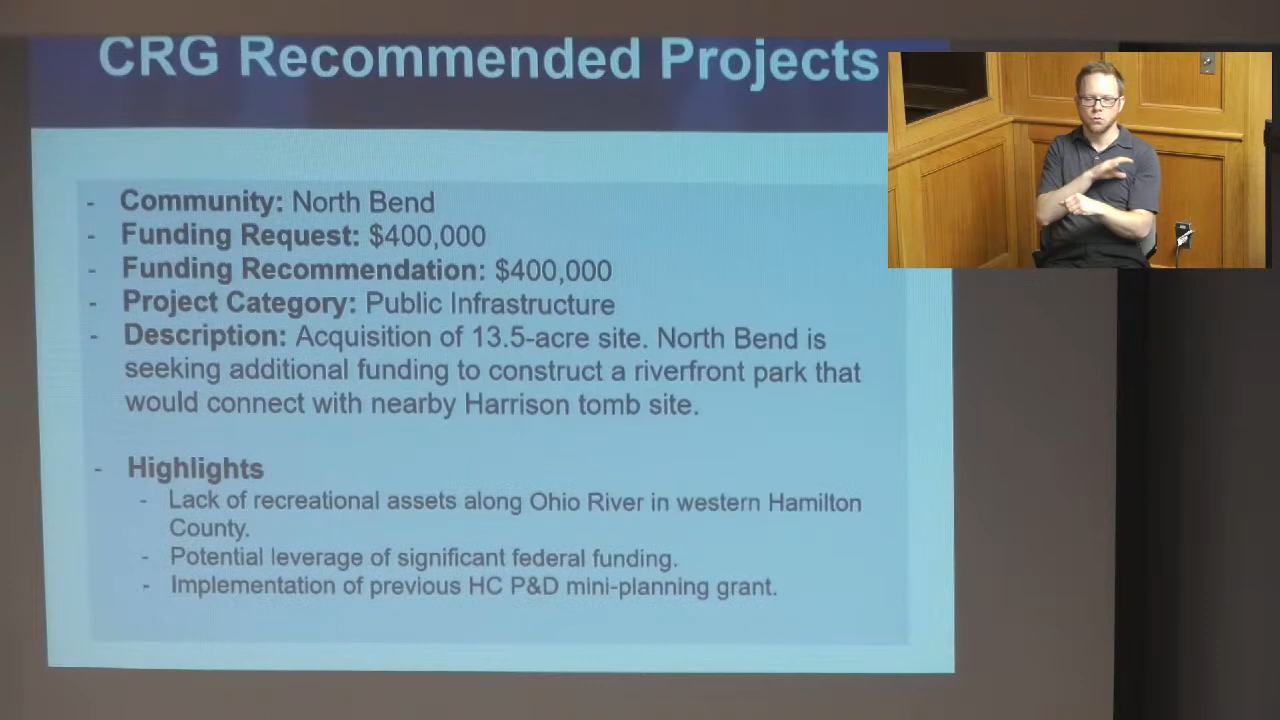 CRG Recommended Projects
- Community: North Bend
- Funding Request: $400,000
- Funding Recommendation: $400,000
- Project Category: Public Infrastructure
- Description: Acquisition of 13.5-acre site. North Bend is
seeking additional funding to construct a riverfront park that
would connect with nearby Harrison tomb site.
- Highlights
- Lack of recreational assets along Ohio River in western Hamilton
County.
- Potential leverage of significant federal funding.
- Implementation of previous HC P&D mini-planning grant.